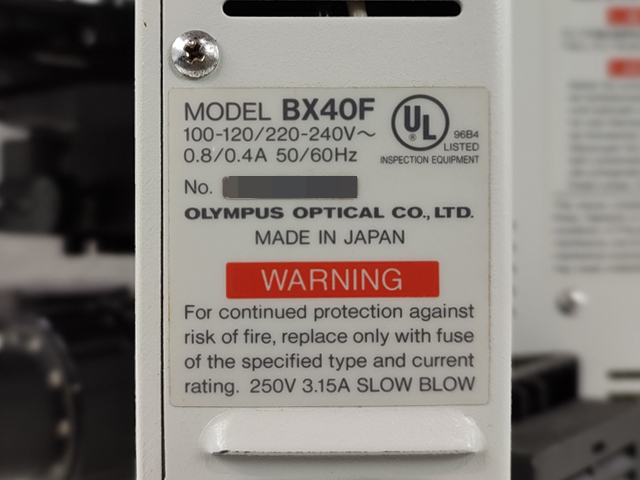 MODEL BX40F
100-120/220-240V～
0.8/0.4A 50/60Hz
UL
96B4
LISTED
INSPECTION EQUIPMENT
No.
OLYMPUS OPTICAL CO., LTD.
MADE IN JAPAN
WARNING
For continued protection against
risk of fire, replace only with fuse
of the specified type and current
rating. 250V 3.15A SLOW BLOW